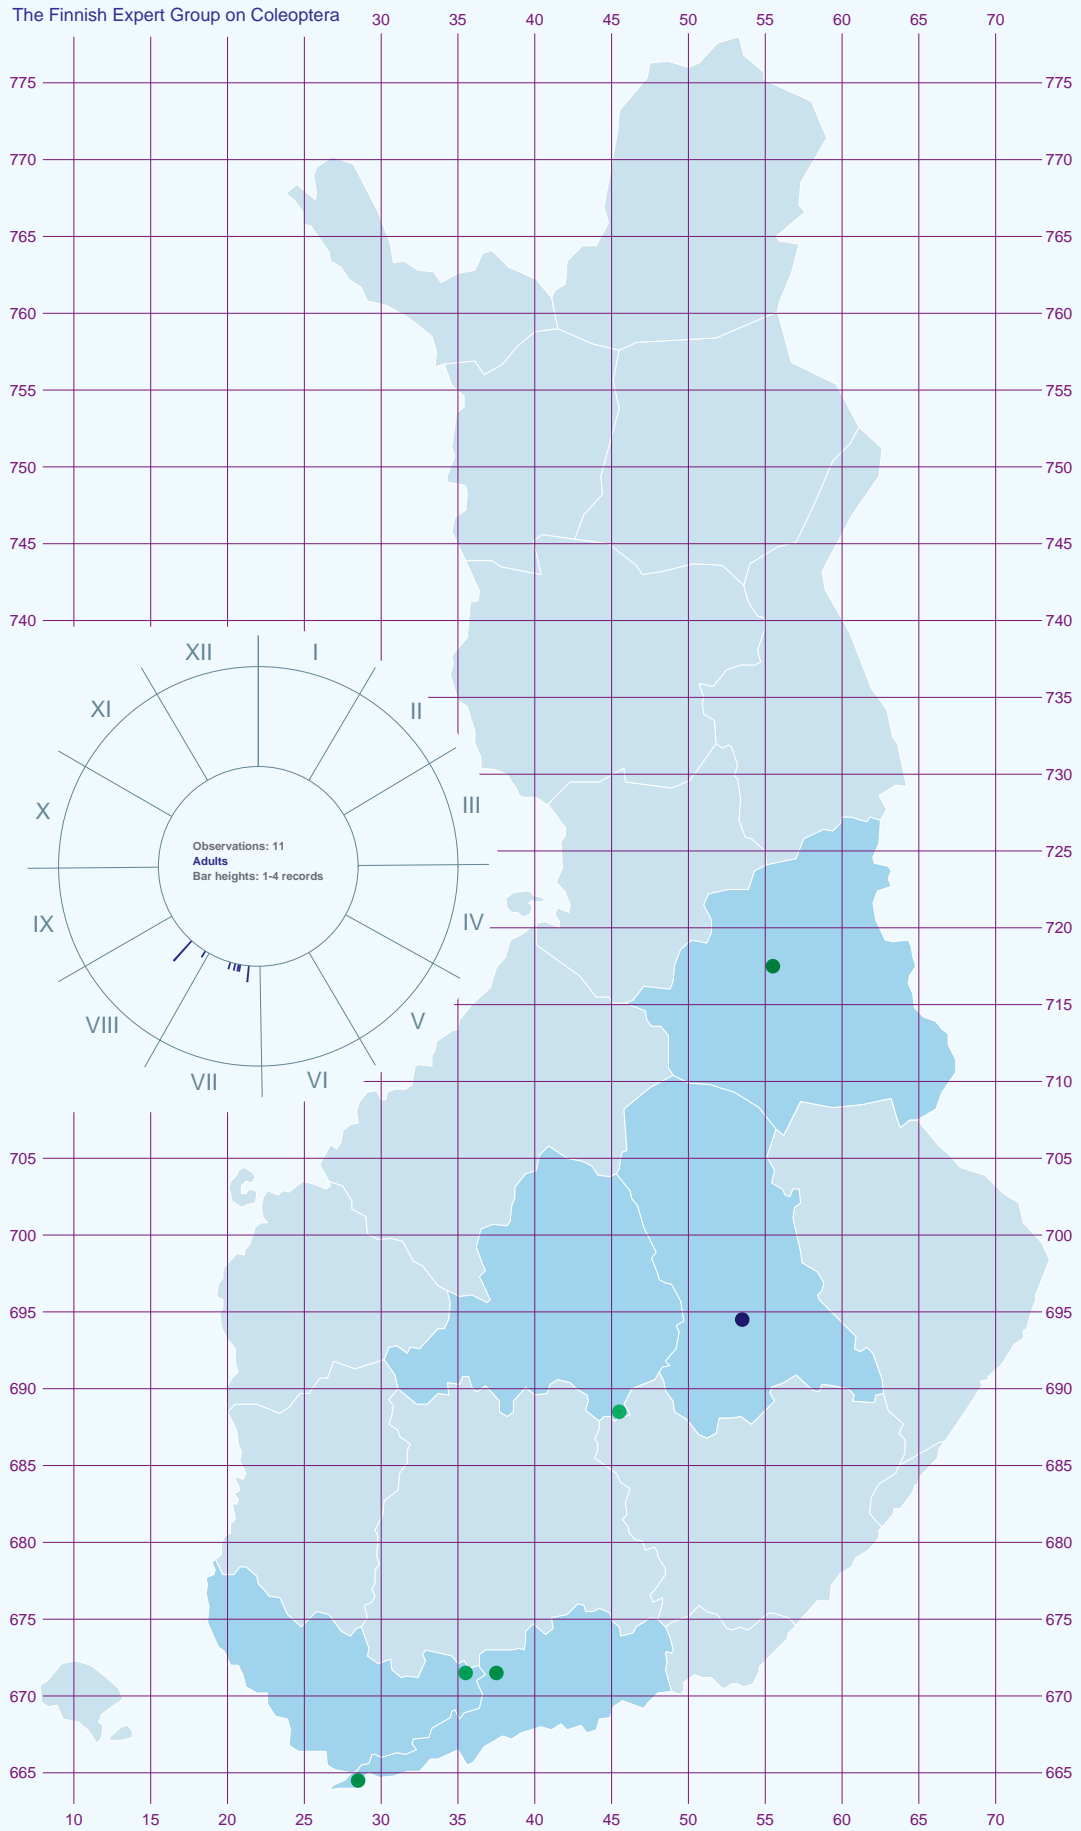 The Finnish Expert Group on Coleoptera 30 35 40 45 50 55 60 65 70
775 775
770 770
765 765
760 760
755 755
750 750
745 745
740 740
XII I
XI II
735
730
X III
Observations: 11
Adults
Bar heights: 1-4 records
725
IX IV 720
VIII V 715
VII VI 710
705 705
700 700
695 695
690 690
685 685
680 680
675 675
670 670
665 665
10 15 20 25 30 35 40 45 50 55 60 65 70